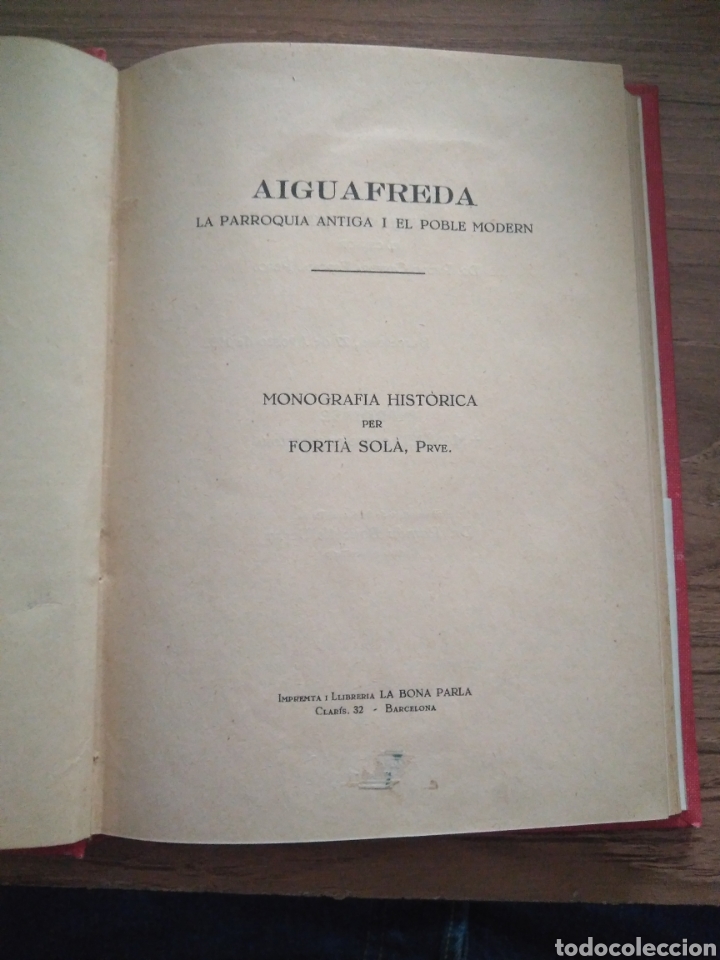 AIGUAFREDA
LA PARROQUIA ANTIGA I EL POBLE MODERN
MONOGRAFIA HISTÒRICA
PER
FORTIÀ SOLÀ, PRVE.
IMPREMTA I LLIBRERIA LA BONA PARLA
CLARÍS. 32 - BARCELONA
todocoleccion